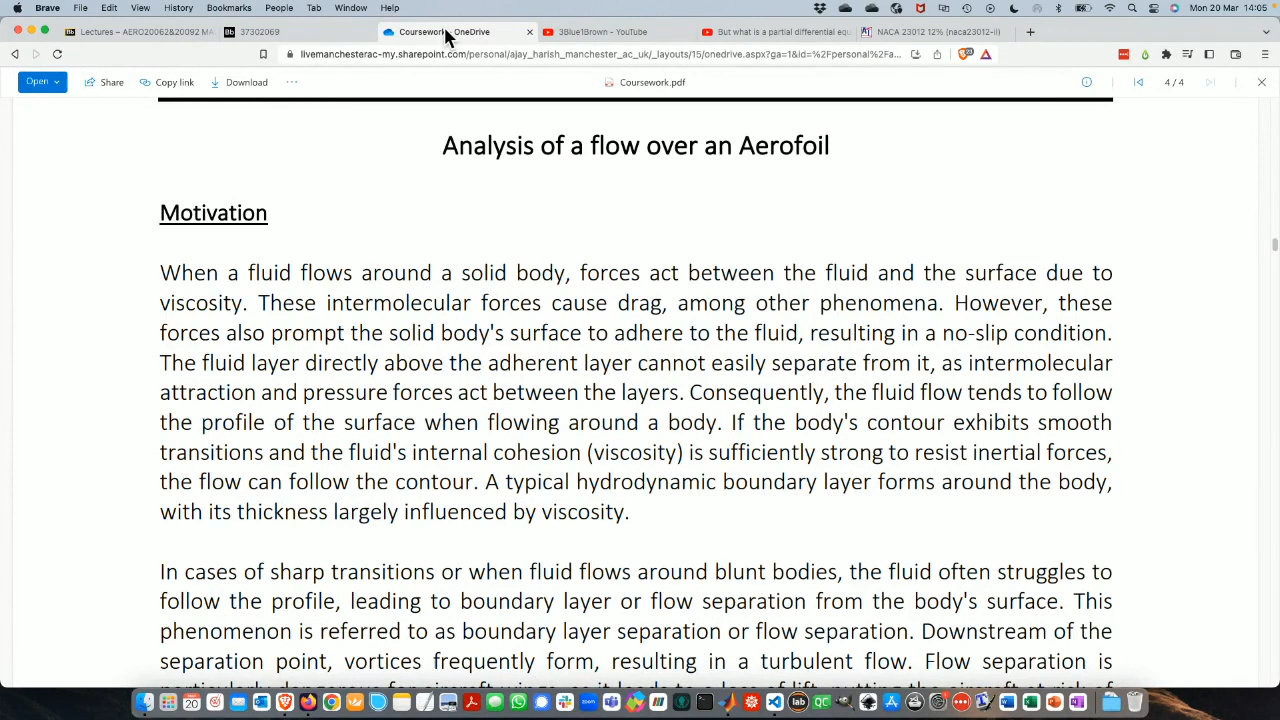 Brave File Edit View History Bookmarks People Tab Window Help Mon 20 Mar 14:05
Lectures – AERO20062&20092 MA 37302069 Coursewor OneDrive 3Blue1Brown - YouTube But what is a partial differential equ NACA 23012 12% (naca23012-il)
livemanchesterac-my.sharepoint.com/personal/ajay_harish_manchester_ac_uk/_layouts/15/onedrive.aspx?ga=1&id=%2Fpersonal%2Fa...
Open Share Copy link Download ··· Coursework.pdf 4 / 4
Analysis of a flow over an Aerofoil
Motivation
When a fluid flows around a solid body, forces act between the fluid and the surface due to
viscosity. These intermolecular forces cause drag, among other phenomena. However, these
forces also prompt the solid body's surface to adhere to the fluid, resulting in a no-slip condition.
The fluid layer directly above the adherent layer cannot easily separate from it, as intermolecular
attraction and pressure forces act between the layers. Consequently, the fluid flow tends to follow
the profile of the surface when flowing around a body. If the body's contour exhibits smooth
transitions and the fluid's internal cohesion (viscosity) is sufficiently strong to resist inertial forces,
the flow can follow the contour. A typical hydrodynamic boundary layer forms around the body,
with its thickness largely influenced by viscosity.
In cases of sharp transitions or when fluid flows around blunt bodies, the fluid often struggles to
follow the profile, leading to boundary layer or flow separation from the body's surface. This
phenomenon is referred to as boundary layer separation or flow separation. Downstream of the
separation point, vortices frequently form, resulting in a turbulent flow. Flow separation is